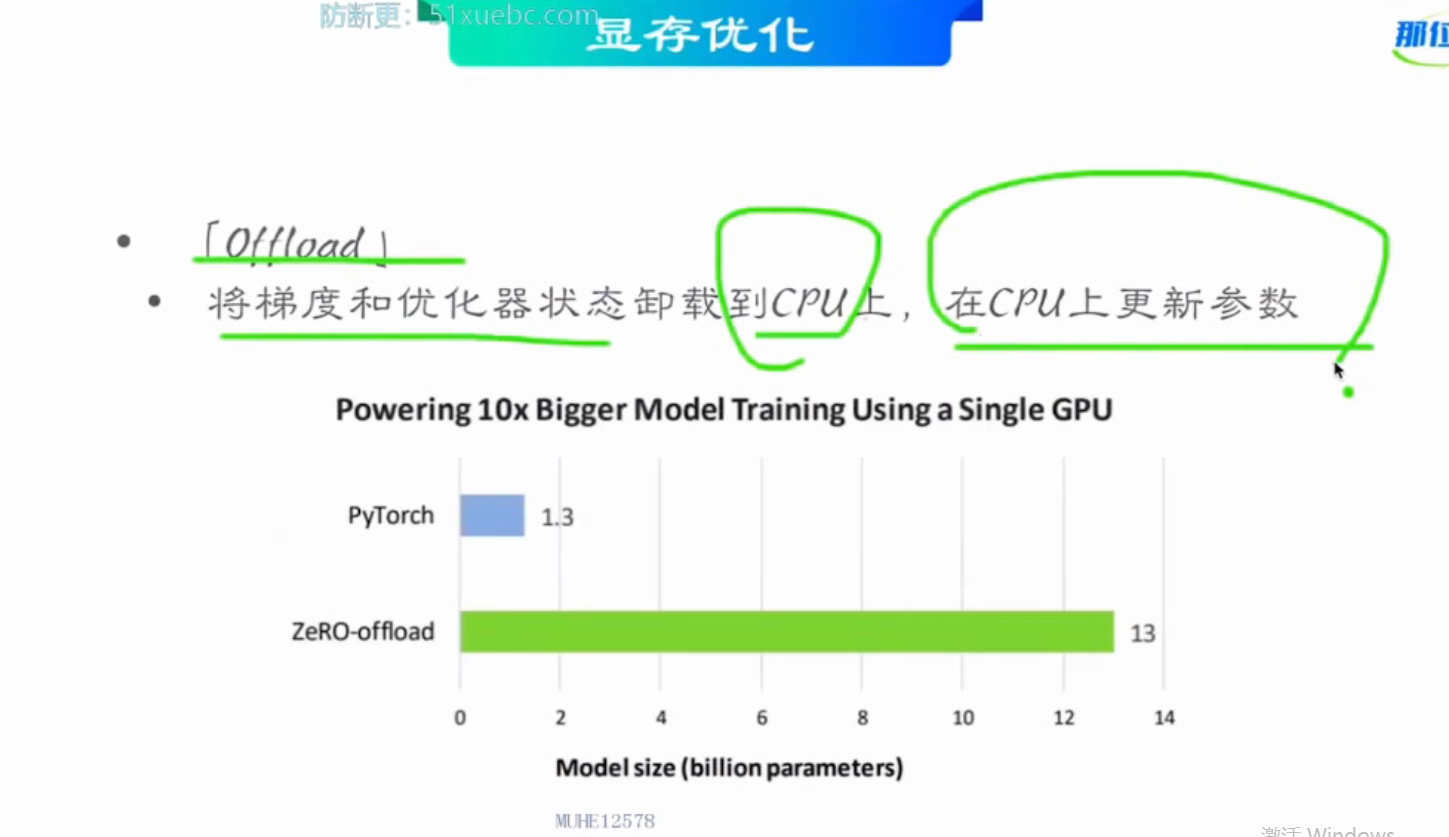 防断更：51xuebc.com
显存优化
那位
「Offload」
将梯度和优化器状态卸载到CPU上，在CPU上更新参数
Powering 10x Bigger Model Training Using a Single GPU
PyTorch 1.3
ZeRO-offload 13
0 2 4 6 8 10 12 14
Model size (billion parameters)
MUHE12578
激活 Windows